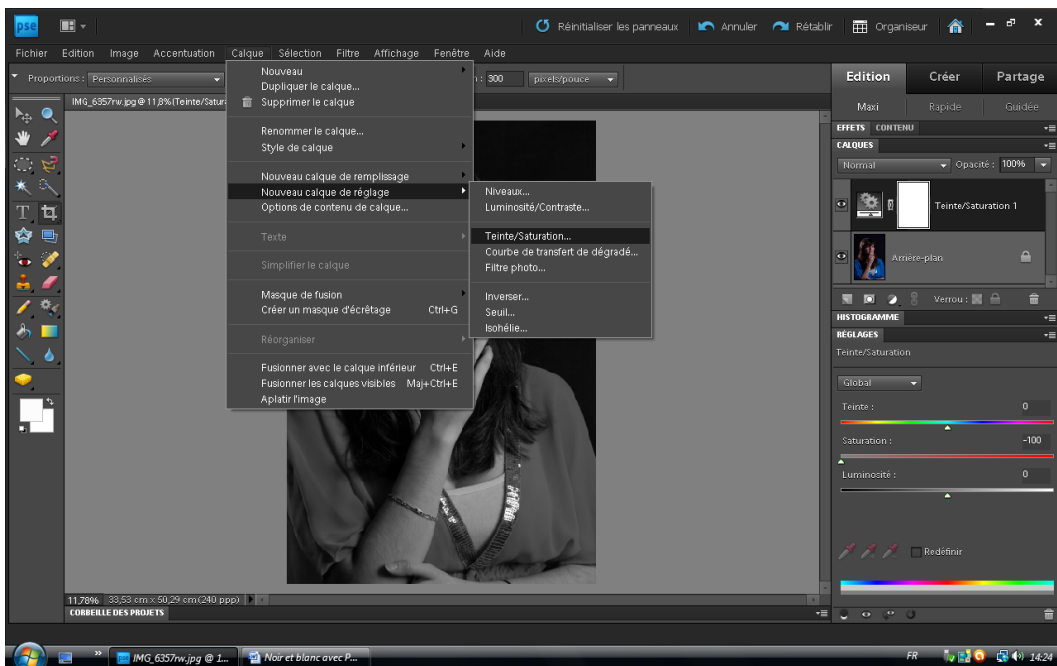 pse
Réinitialiser les panneaux Annuler Rétablir Organiseur
Fichier Edition Image Accentuation Calque Sélection Filtre Affichage Fenêtre Aide
Proportions : Personnalisés : 300 pixels/pouce
Edition Créer Partage
IMG_6357rw.jpg @ 11,8% (Teinte/Satur
Maxi Rapide Guidée
Nouveau
Dupliquer le calque...
Supprimer le calque
Renommer le calque...
Style de calque
Nouveau calque de remplissage
Nouveau calque de réglage
Options de contenu de calque...
Texte
Simplifier le calque
Masque de fusion
Créer un masque d'écrêtage Ctrl+G
Réorganiser
Fusionner avec le calque inférieur Ctrl+E
Fusionner les calques visibles Maj+Ctrl+E
Aplatir l'image
Niveaux...
Luminosité/Contraste...
Teinte/Saturation...
Courbe de transfert de dégradé...
Filtre photo...
Inverser...
Seuil...
Isohélie...
EFFETS CONTENU
CALQUES
Normal Opacité : 100%
Teinte/Saturation 1
Arrière-plan
Verrou :
HISTOGRAMME
RÉGLAGES
Teinte/Saturation
Global
Teinte : 0
Saturation : -100
Luminosité : 0
Redéfinir
11,78% 33,53 cm x 50,29 cm (240 ppp)
CORBEILLE DES PROJETS
IMG_6357rw.jpg @ 1... Noir et blanc avec P... FR 14:24